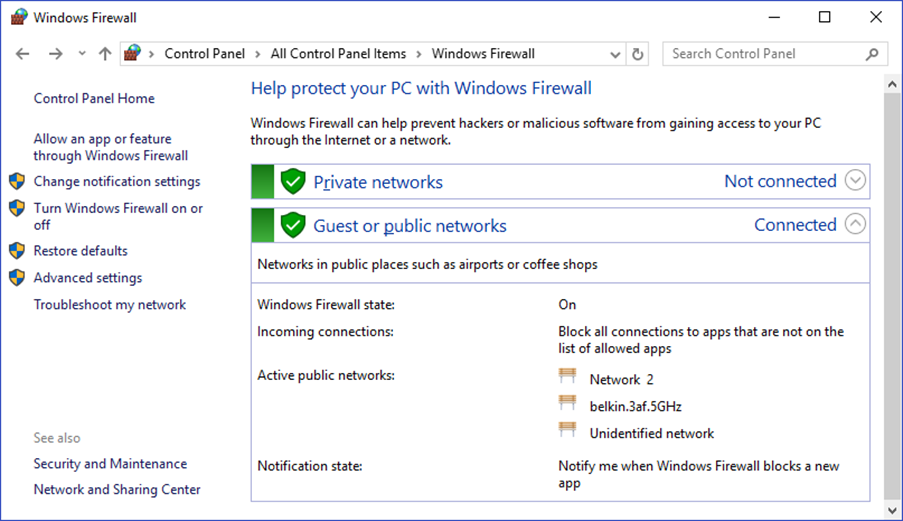 Windows Firewall
Control Panel > All Control Panel Items > Windows Firewall
Search Control Panel
Control Panel Home
Allow an app or feature
through Windows Firewall
Change notification settings
Turn Windows Firewall on or
off
Restore defaults
Advanced settings
Troubleshoot my network
See also
Security and Maintenance
Network and Sharing Center
Help protect your PC with Windows Firewall
Windows Firewall can help prevent hackers or malicious software from gaining access to your PC
through the Internet or a network.
Private networks Not connected
Guest or public networks Connected
Networks in public places such as airports or coffee shops
Windows Firewall state: On
Incoming connections: Block all connections to apps that are not on the
list of allowed apps
Active public networks: Network 2
belkin.3af.5GHz
Unidentified network
Notification state: Notify me when Windows Firewall blocks a new
app